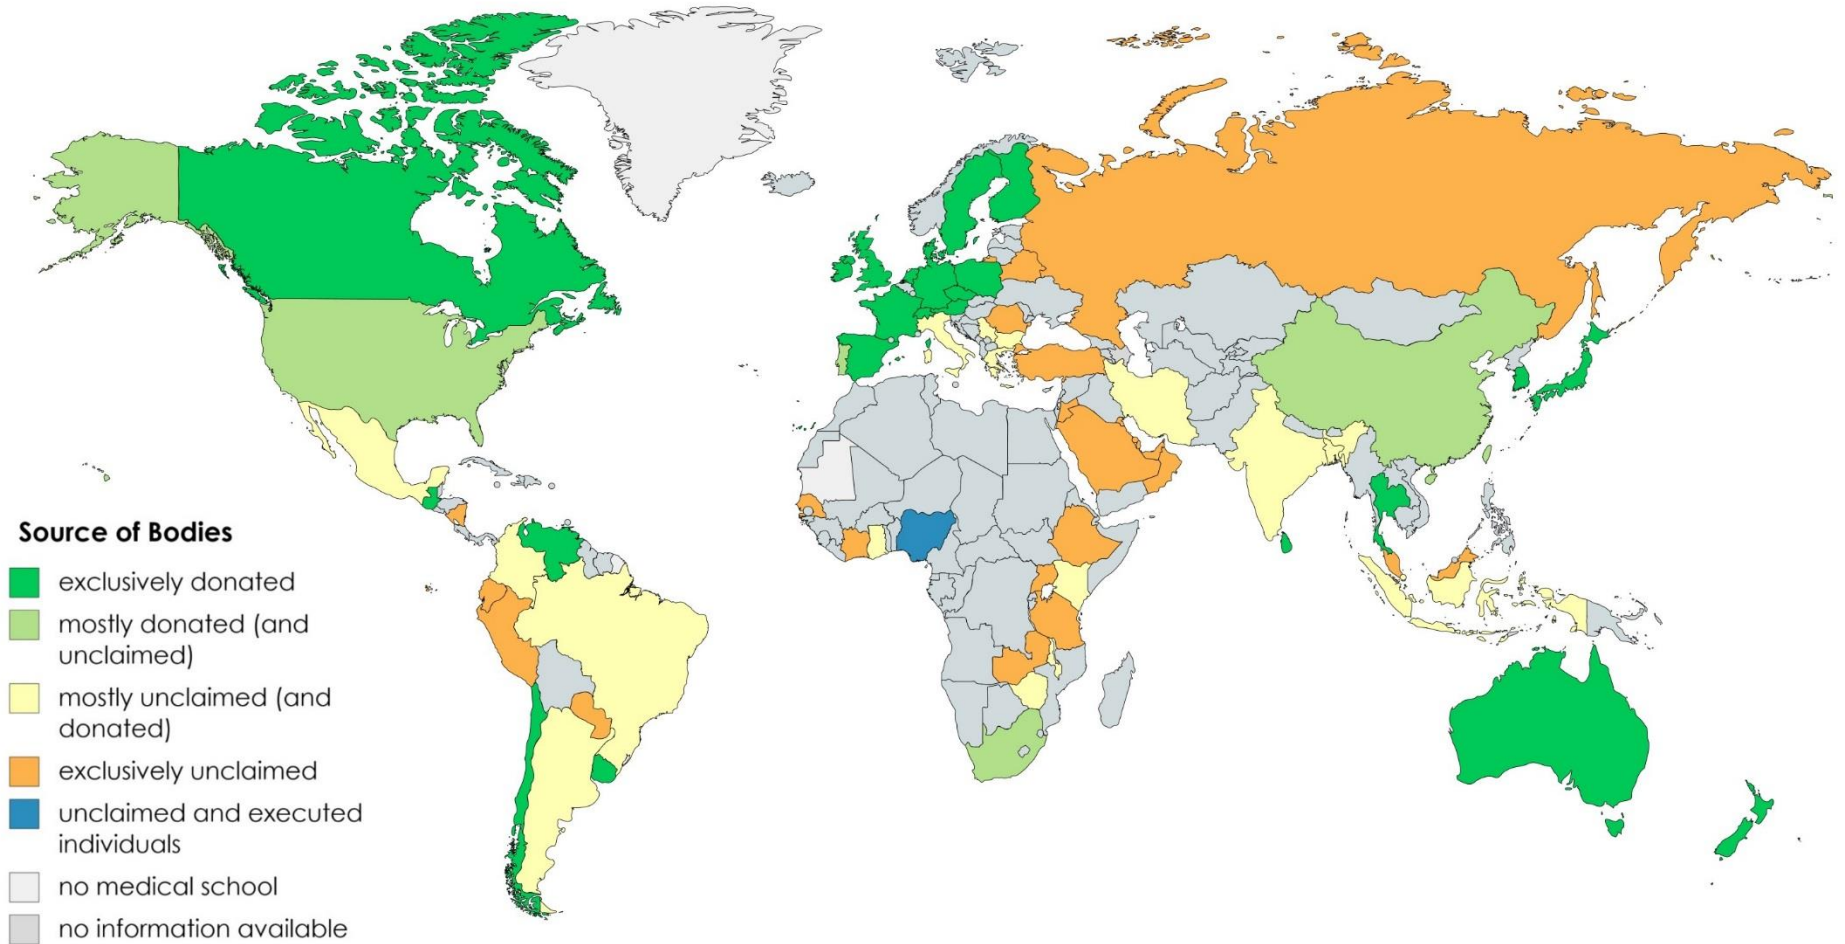 Source of Bodies
exclusively donated
mostly donated (and
unclaimed)
mostly unclaimed (and
donated)
exclusively unclaimed
unclaimed and executed
individuals
no medical school
no information available